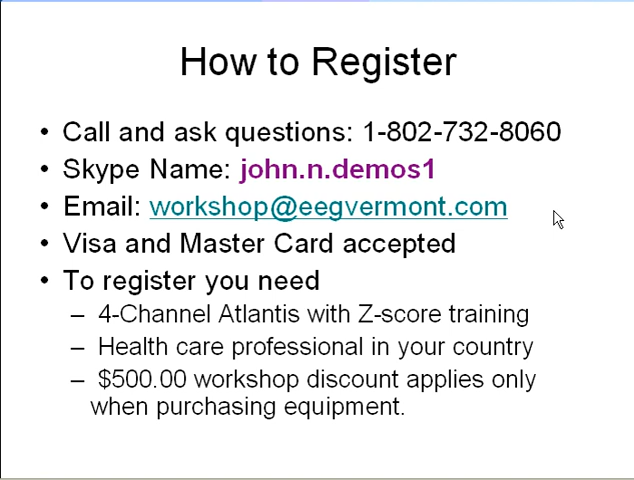 How to Register
• Call and ask questions: 1-802-732-8060
• Skype Name: john.n.demos1
• Email: workshop@eegvermont.com
• Visa and Master Card accepted
• To register you need
– 4-Channel Atlantis with Z-score training
– Health care professional in your country
– $500.00 workshop discount applies only
when purchasing equipment.